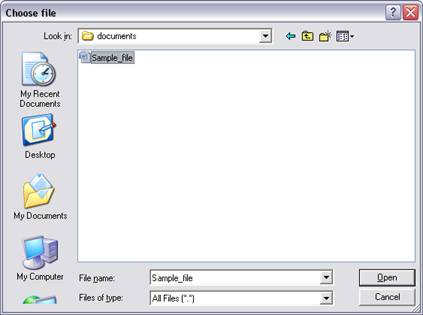 Choose file
Look in: documents
Sample_file
My Recent
Documents
Desktop
My Documents
My Computer
File name: Sample_file Open
Files of type: All Files (*.*) Cancel